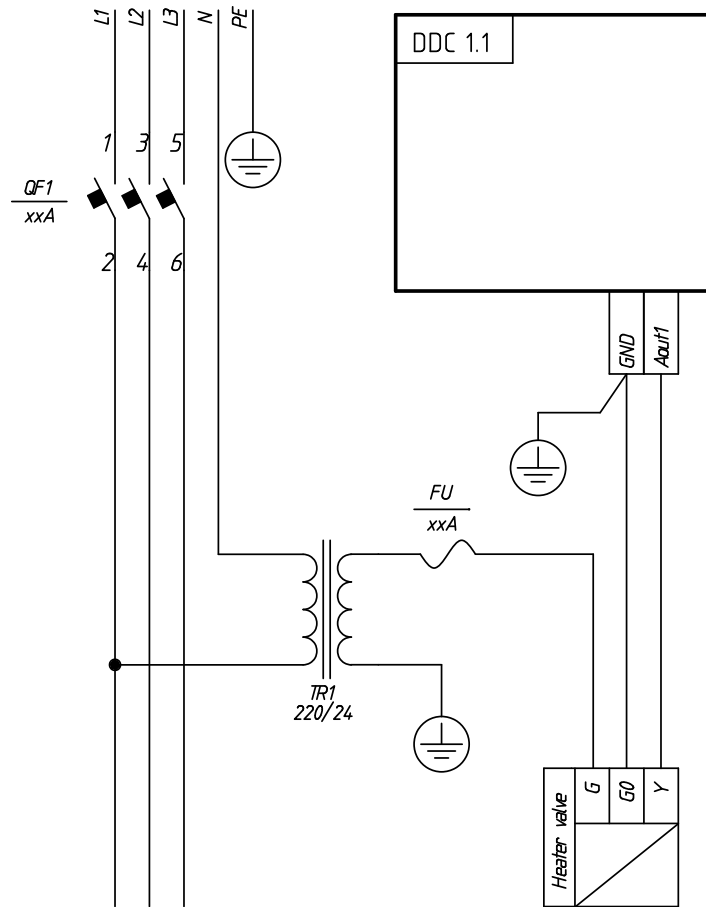 L1
L2
L3
N
PE
DDC 1.1
1
3
5
QF1
xxA
2
4
6
GND
Aout1
FU
xxA
TR1
220/24
Heater valve
G
G0
Y